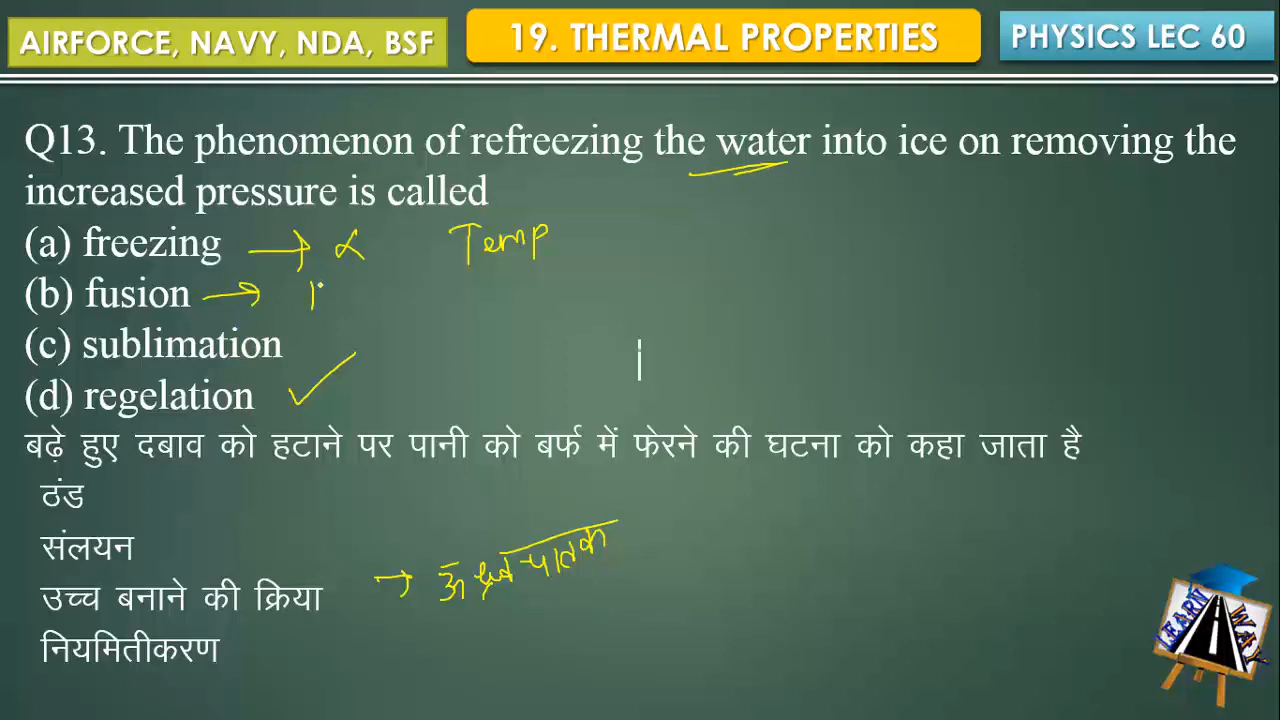 AIRFORCE, NAVY, NDA, BSF
19. THERMAL PROPERTIES
PHYSICS LEC 60
Q13. The phenomenon of refreezing the water into ice on removing the
increased pressure is called
(a) freezing → α Temp
(b) fusion →
(c) sublimation
(d) regelation ✓
बढ़े हुए दबाव को हटाने पर पानी को बर्फ में फेरने की घटना को कहा जाता है
ठंड
संलयन
उच्च बनाने की क्रिया →
नियमितीकरण
LEARN WAY